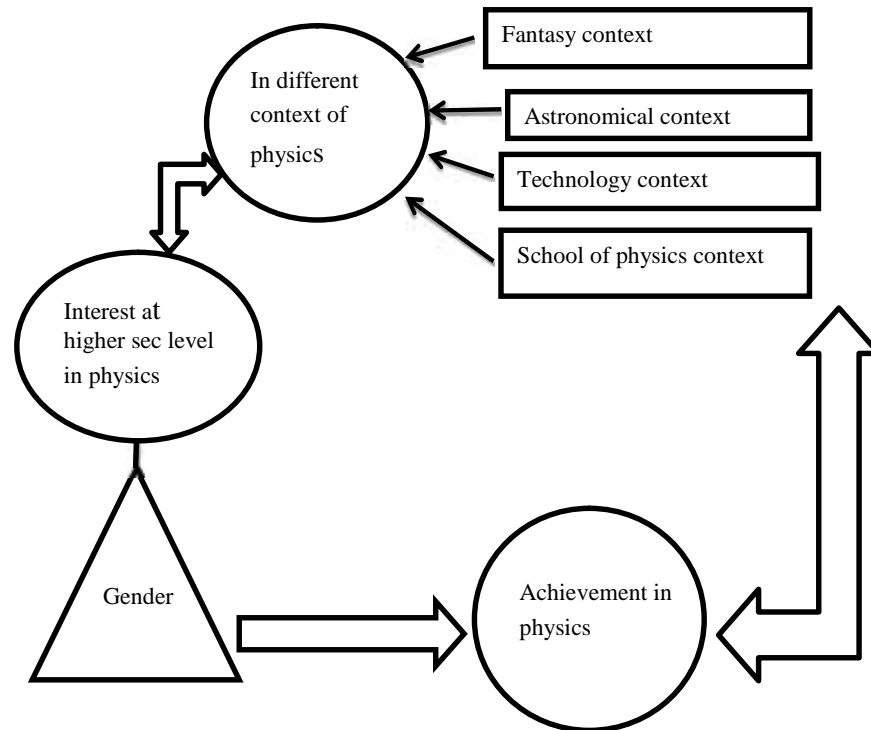 Fantasy context
In different
context of
physics
Astronomical context
Technology context
School of physics context
Interest at
higher sec level
in physics
Gender
Achievement in
physics